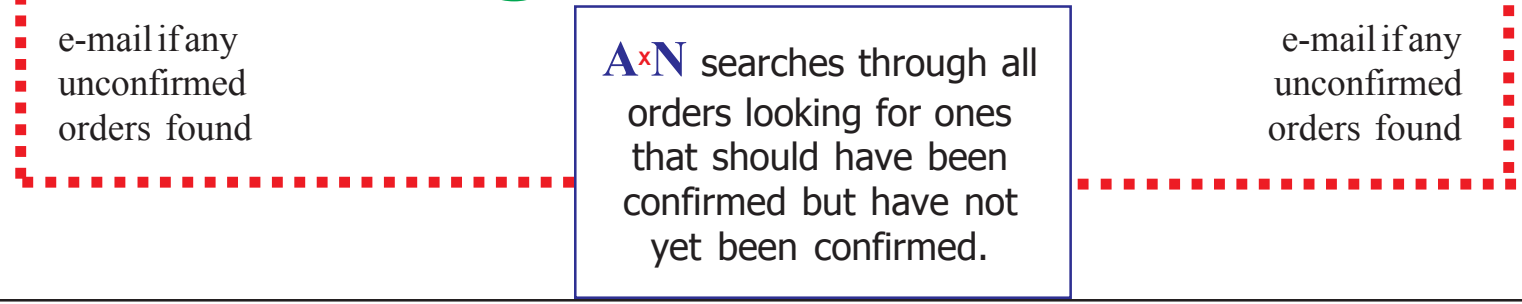 e-mail if any
unconfirmed
orders found
AxN searches through all
orders looking for ones
that should have been
confirmed but have not
yet been confirmed.
e-mail if any
unconfirmed
orders found